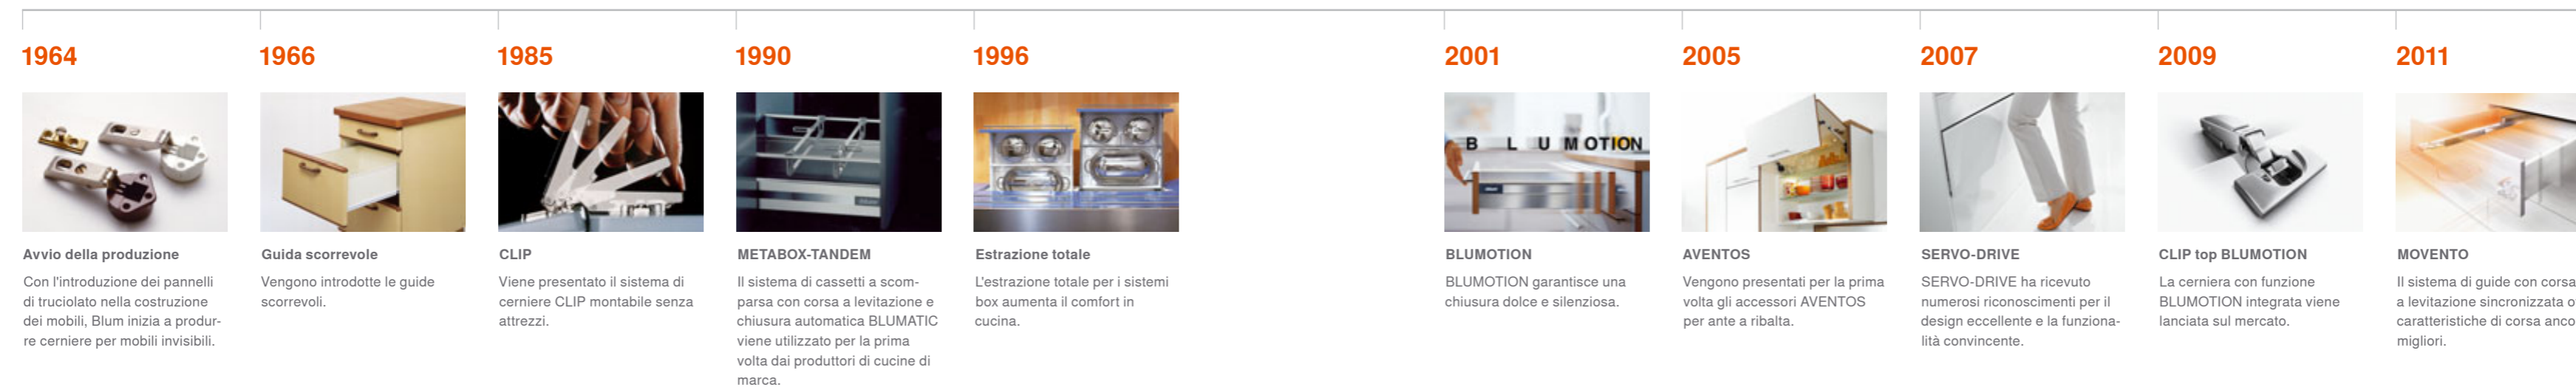 1964
Avvio della produzione
Con l'introduzione dei pannelli
di truciolato nella costruzione
dei mobili, Blum inizia a produr-
re cerniere per mobili invisibili.
1966
Guida scorrevole
Vengono introdotte le guide
scorrevoli.
1985
CLIP
Viene presentato il sistema di
cerniere CLIP montabile senza
attrezzi.
1990
METABOX-TANDEM
Il sistema di cassetti a scom-
parsa con corsa a levitazione e
chiusura automatica BLUMATIC
viene utilizzato per la prima
volta dai produttori di cucine di
marca.
1996
Estrazione totale
L'estrazione totale per i sistemi
box aumenta il comfort in
cucina.
2001
B L U MOTION
BLUMOTION
BLUMOTION garantisce una
chiusura dolce e silenziosa.
2005
AVENTOS
Vengono presentati per la prima
volta gli accessori AVENTOS
per ante a ribalta.
2007
SERVO-DRIVE
SERVO-DRIVE ha ricevuto
numerosi riconoscimenti per il
design eccellente e la funziona-
lità convincente.
2009
CLIP top BLUMOTION
La cerniera con funzione
BLUMOTION integrata viene
lanciata sul mercato.
2011
MOVENTO
Il sistema di guide con corsa
a levitazione sincronizzata
caratteristiche di corsa
migliori.